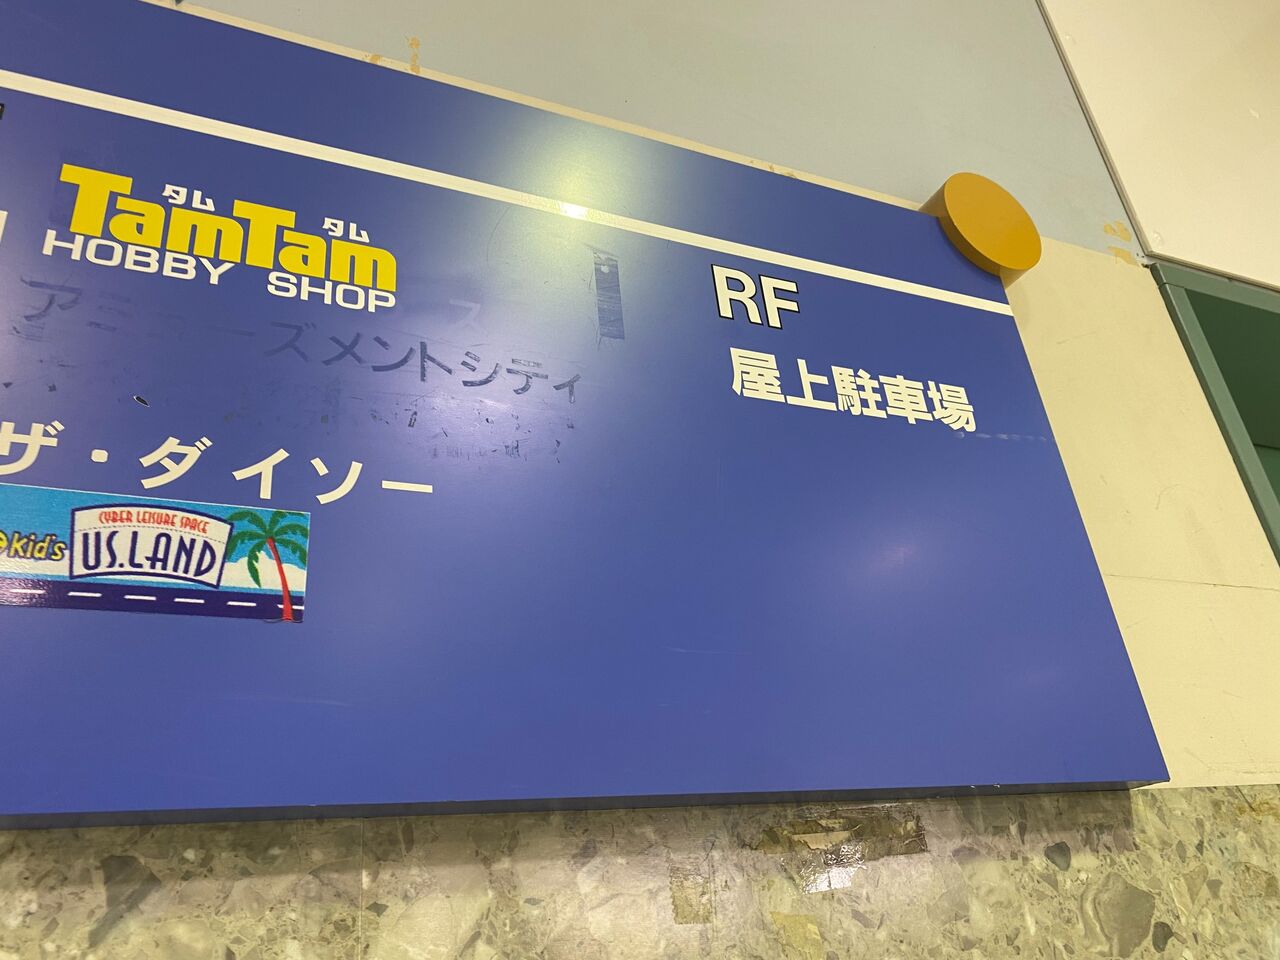 タム タム
TamTam
HOBBY SHOP
アミューズメントシティ
ザ・ダイソー
Kid's
CYBER LEISURE SPACE
US.LAND
RF
屋上駐車場